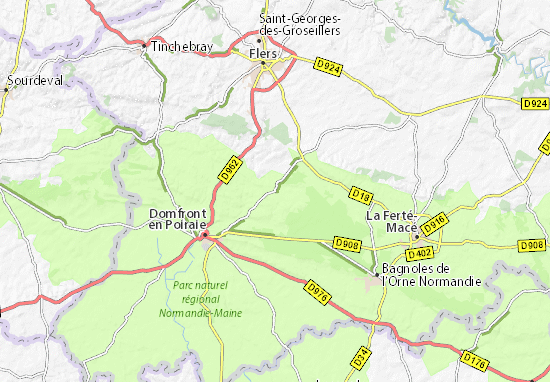 Saint-Georges-
des-Groseillers
Tinchebray
Flers
D924
Sourdeval
D924
D962
D18
Domfront
en Poiraie
La Ferté-
Macé
D916
D908
D402
D908
Bagnoles de
l'Orne Normandie
Parc naturel
régional
Normandie-Maine
D976
D34
D176